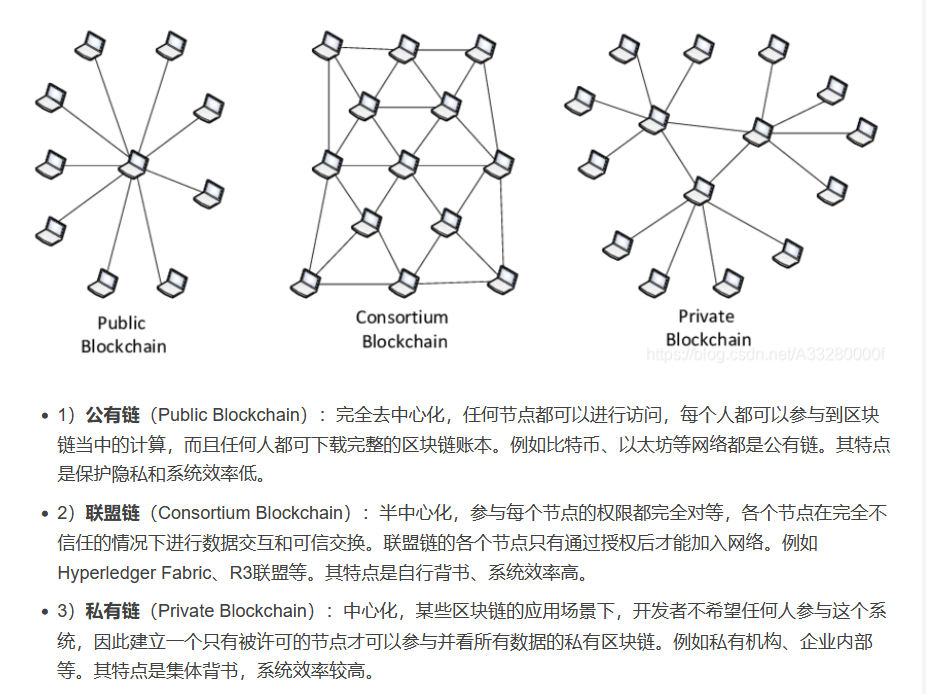 Public
Blockchain
Consortium
Blockchain
Private
Blockchain
https://blog.csdn.net/A33280000f
1）公有链（Public Blockchain）：完全去中心化，任何节点都可以进行访问，每个人都可以参与到区块
链当中的计算，而且任何人都可下载完整的区块链账本。例如比特币、以太坊等网络都是公有链。其特点
是保护隐私和系统效率低。
2）联盟链（Consortium Blockchain）：半中心化，参与每个节点的权限都完全对等，各个节点在完全不
信任的情况下进行数据交互和可信交换。联盟链的各个节点只有通过授权后才能加入网络。例如
Hyperledger Fabric、R3联盟等。其特点是自行背书、系统效率高。
3）私有链（Private Blockchain）：中心化，某些区块链的应用场景下，开发者不希望任何人参与这个系
统，因此建立一个只有被许可的节点才可以参与并看所有数据的私有区块链。例如私有机构、企业内部
等。其特点是集体背书，系统效率较高。